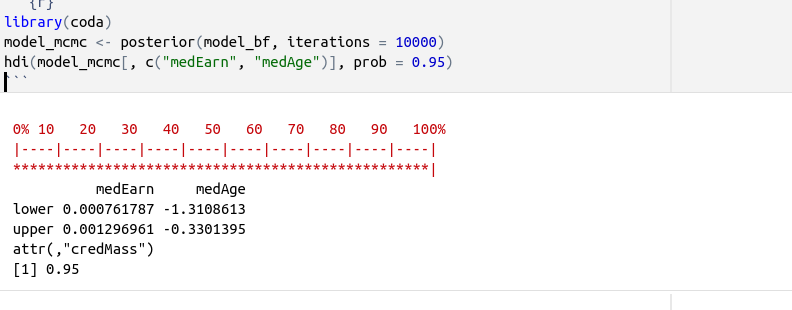 {r}
library(coda)
model_mcmc <- posterior(model_bf, iterations = 10000)
hdi(model_mcmc[, c("medEarn", "medAge")], prob = 0.95)
```
0% 10   20   30   40   50   60   70   80   90   100%
|----|----|----|----|----|----|----|----|----|----|
**************************************************|
          medEarn     medAge
lower 0.000761787 -1.3108613
upper 0.001296961 -0.3301395
attr(,"credMass")
[1] 0.95